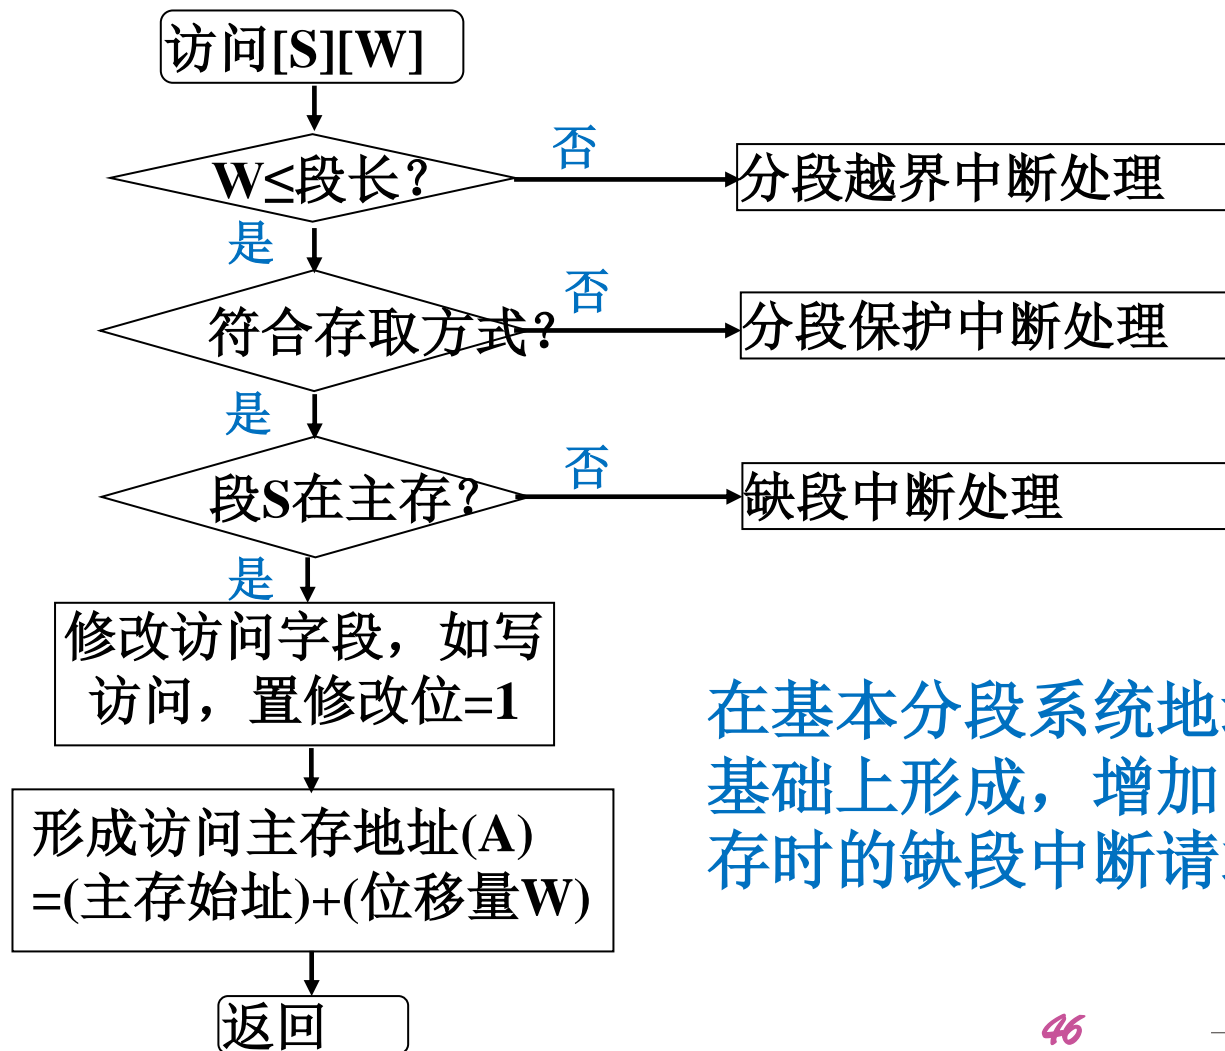 访问[S][W]
W≤段长？
否
分段越界中断处理
是
符合存取方式？
否
分段保护中断处理
是
段S在主存？
否
缺段中断处理
是
修改访问字段，如写
访问，置修改位=1
形成访问主存地址(A)
=(主存始址)+(位移量W)
返回
在基本分段系统地
基础上形成，增加
存时的缺段中断请
46